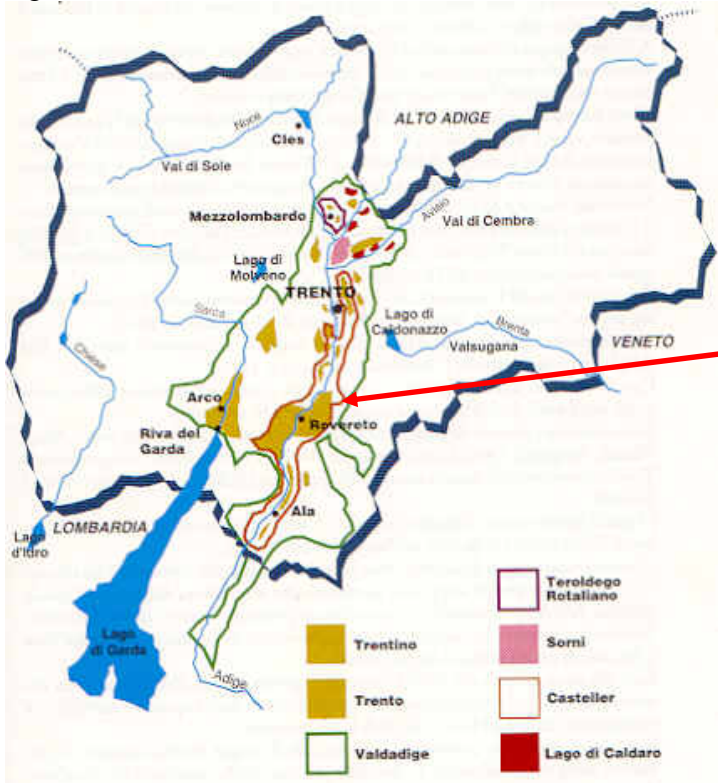 ALTO ADIGE
Noce
Cles
Val di Sole
Mezzolombardo
Avisio
Val di Cembra
Lago di
Molveno
TRENTO
Sarca
Lago di
Caldonazzo
Brenta
VENETO
Valsugana
Chiese
Arco
Riva del
Garda
Rovereto
Ala
LOMBARDIA
Lago
d'Idro
Lago
di Garda
Adige
Trentino
Trento
Valdadige
Teroldego
Rotaliano
Sorni
Casteller
Lago di Caldaro